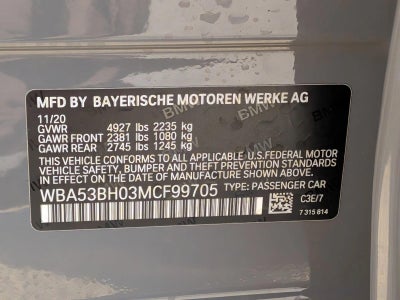 MFD BY BAYERISCHE MOTOREN WERKE AG
11/20
GVWR 4927 lbs 2235 kg
GAWR FRONT 2381 lbs 1080 kg
GAWR REAR 2745 lbs 1245 kg
THIS VEHICLE CONFORMS TO ALL APPLICABLE U.S.FEDERAL MOTOR
VEHICLE SAFETY, BUMPER AND THEFT PREVENTION STANDARDS
IN EFFECT ON THE DATE OF MANUFACTURE SHOWN ABOVE.
WBA53BH03MCF99705 TYPE: PASSENGER CAR
C3E/7
7 315 814